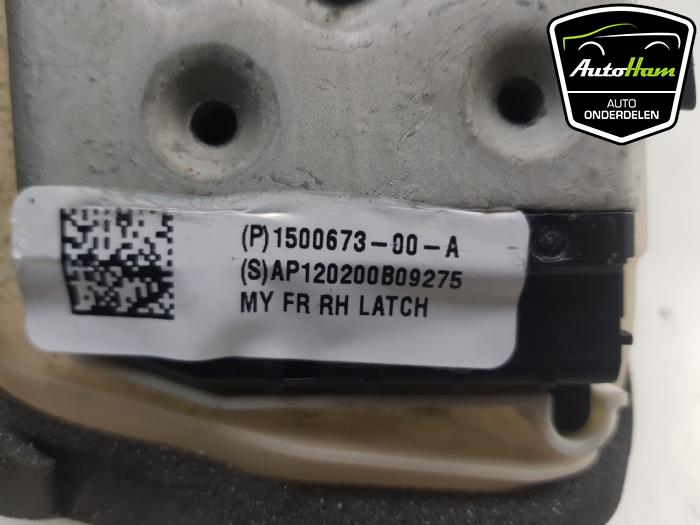 AutoHam
AUTO
ONDERDELEN
(P)1500673-00-A
(S)AP120200B09275
MY FR RH LATCH